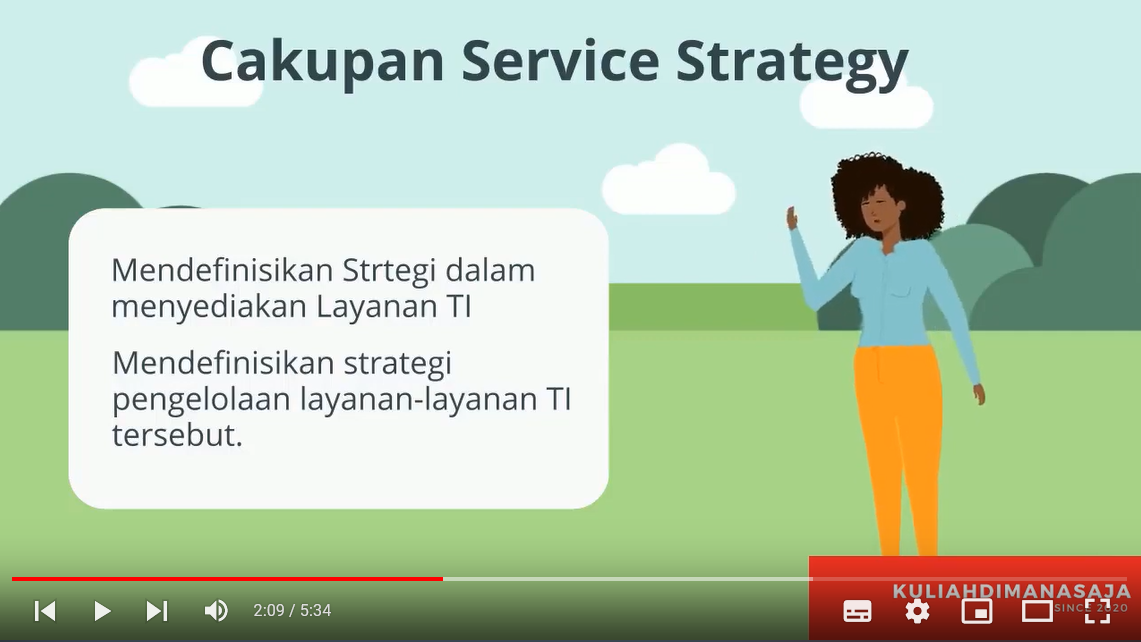 Cakupan Service Strategy
Mendefinisikan Strtegi dalam
menyediakan Layanan TI
Mendefinisikan strategi
pengelolaan layanan-layanan TI
tersebut.
KULIAHDIMANASAJA
SINCE 2020
2:09 / 5:34